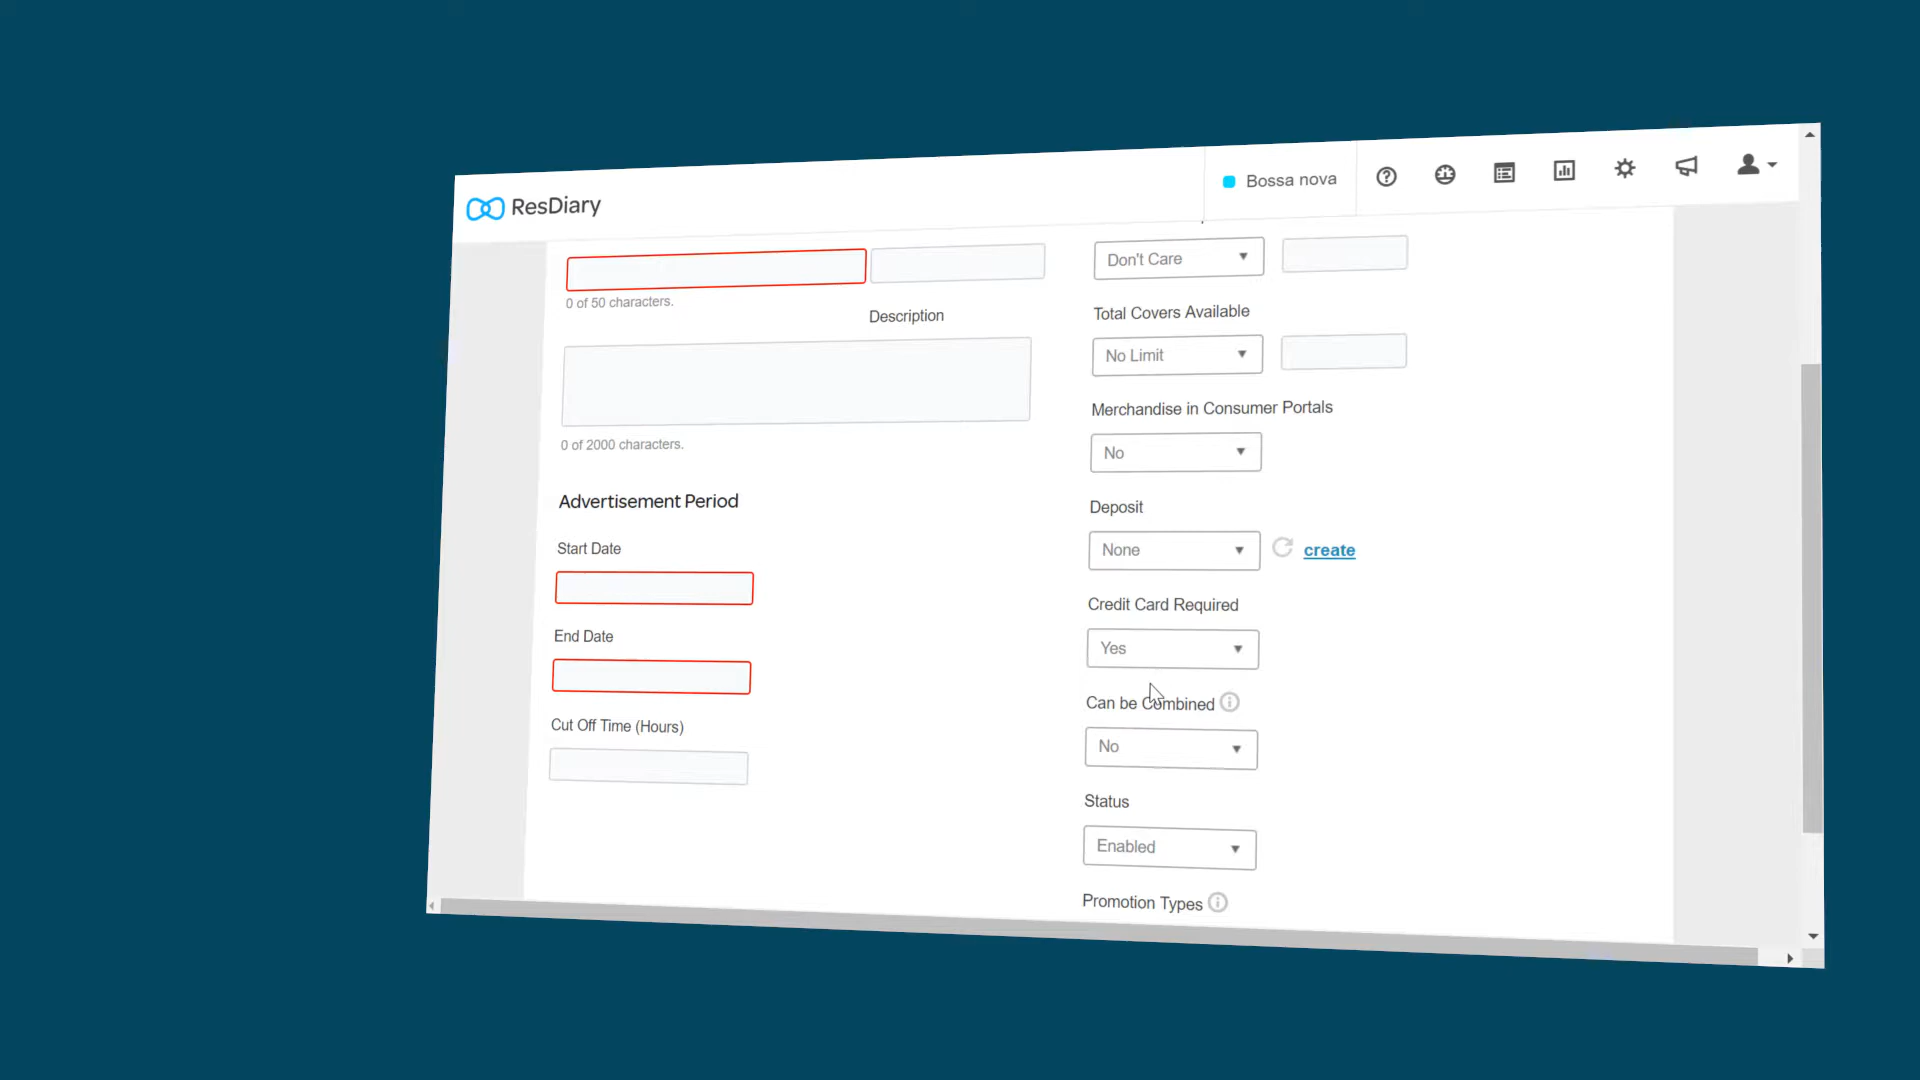 ResDiary
Bossa nova
0 of 50 characters.
Description
0 of 2000 characters.
Advertisement Period
Start Date
End Date
Cut Off Time (Hours)
Don't Care
Total Covers Available
No Limit
Merchandise in Consumer Portals
No
Deposit
None
create
Credit Card Required
Yes
Can be Combined
No
Status
Enabled
Promotion Types